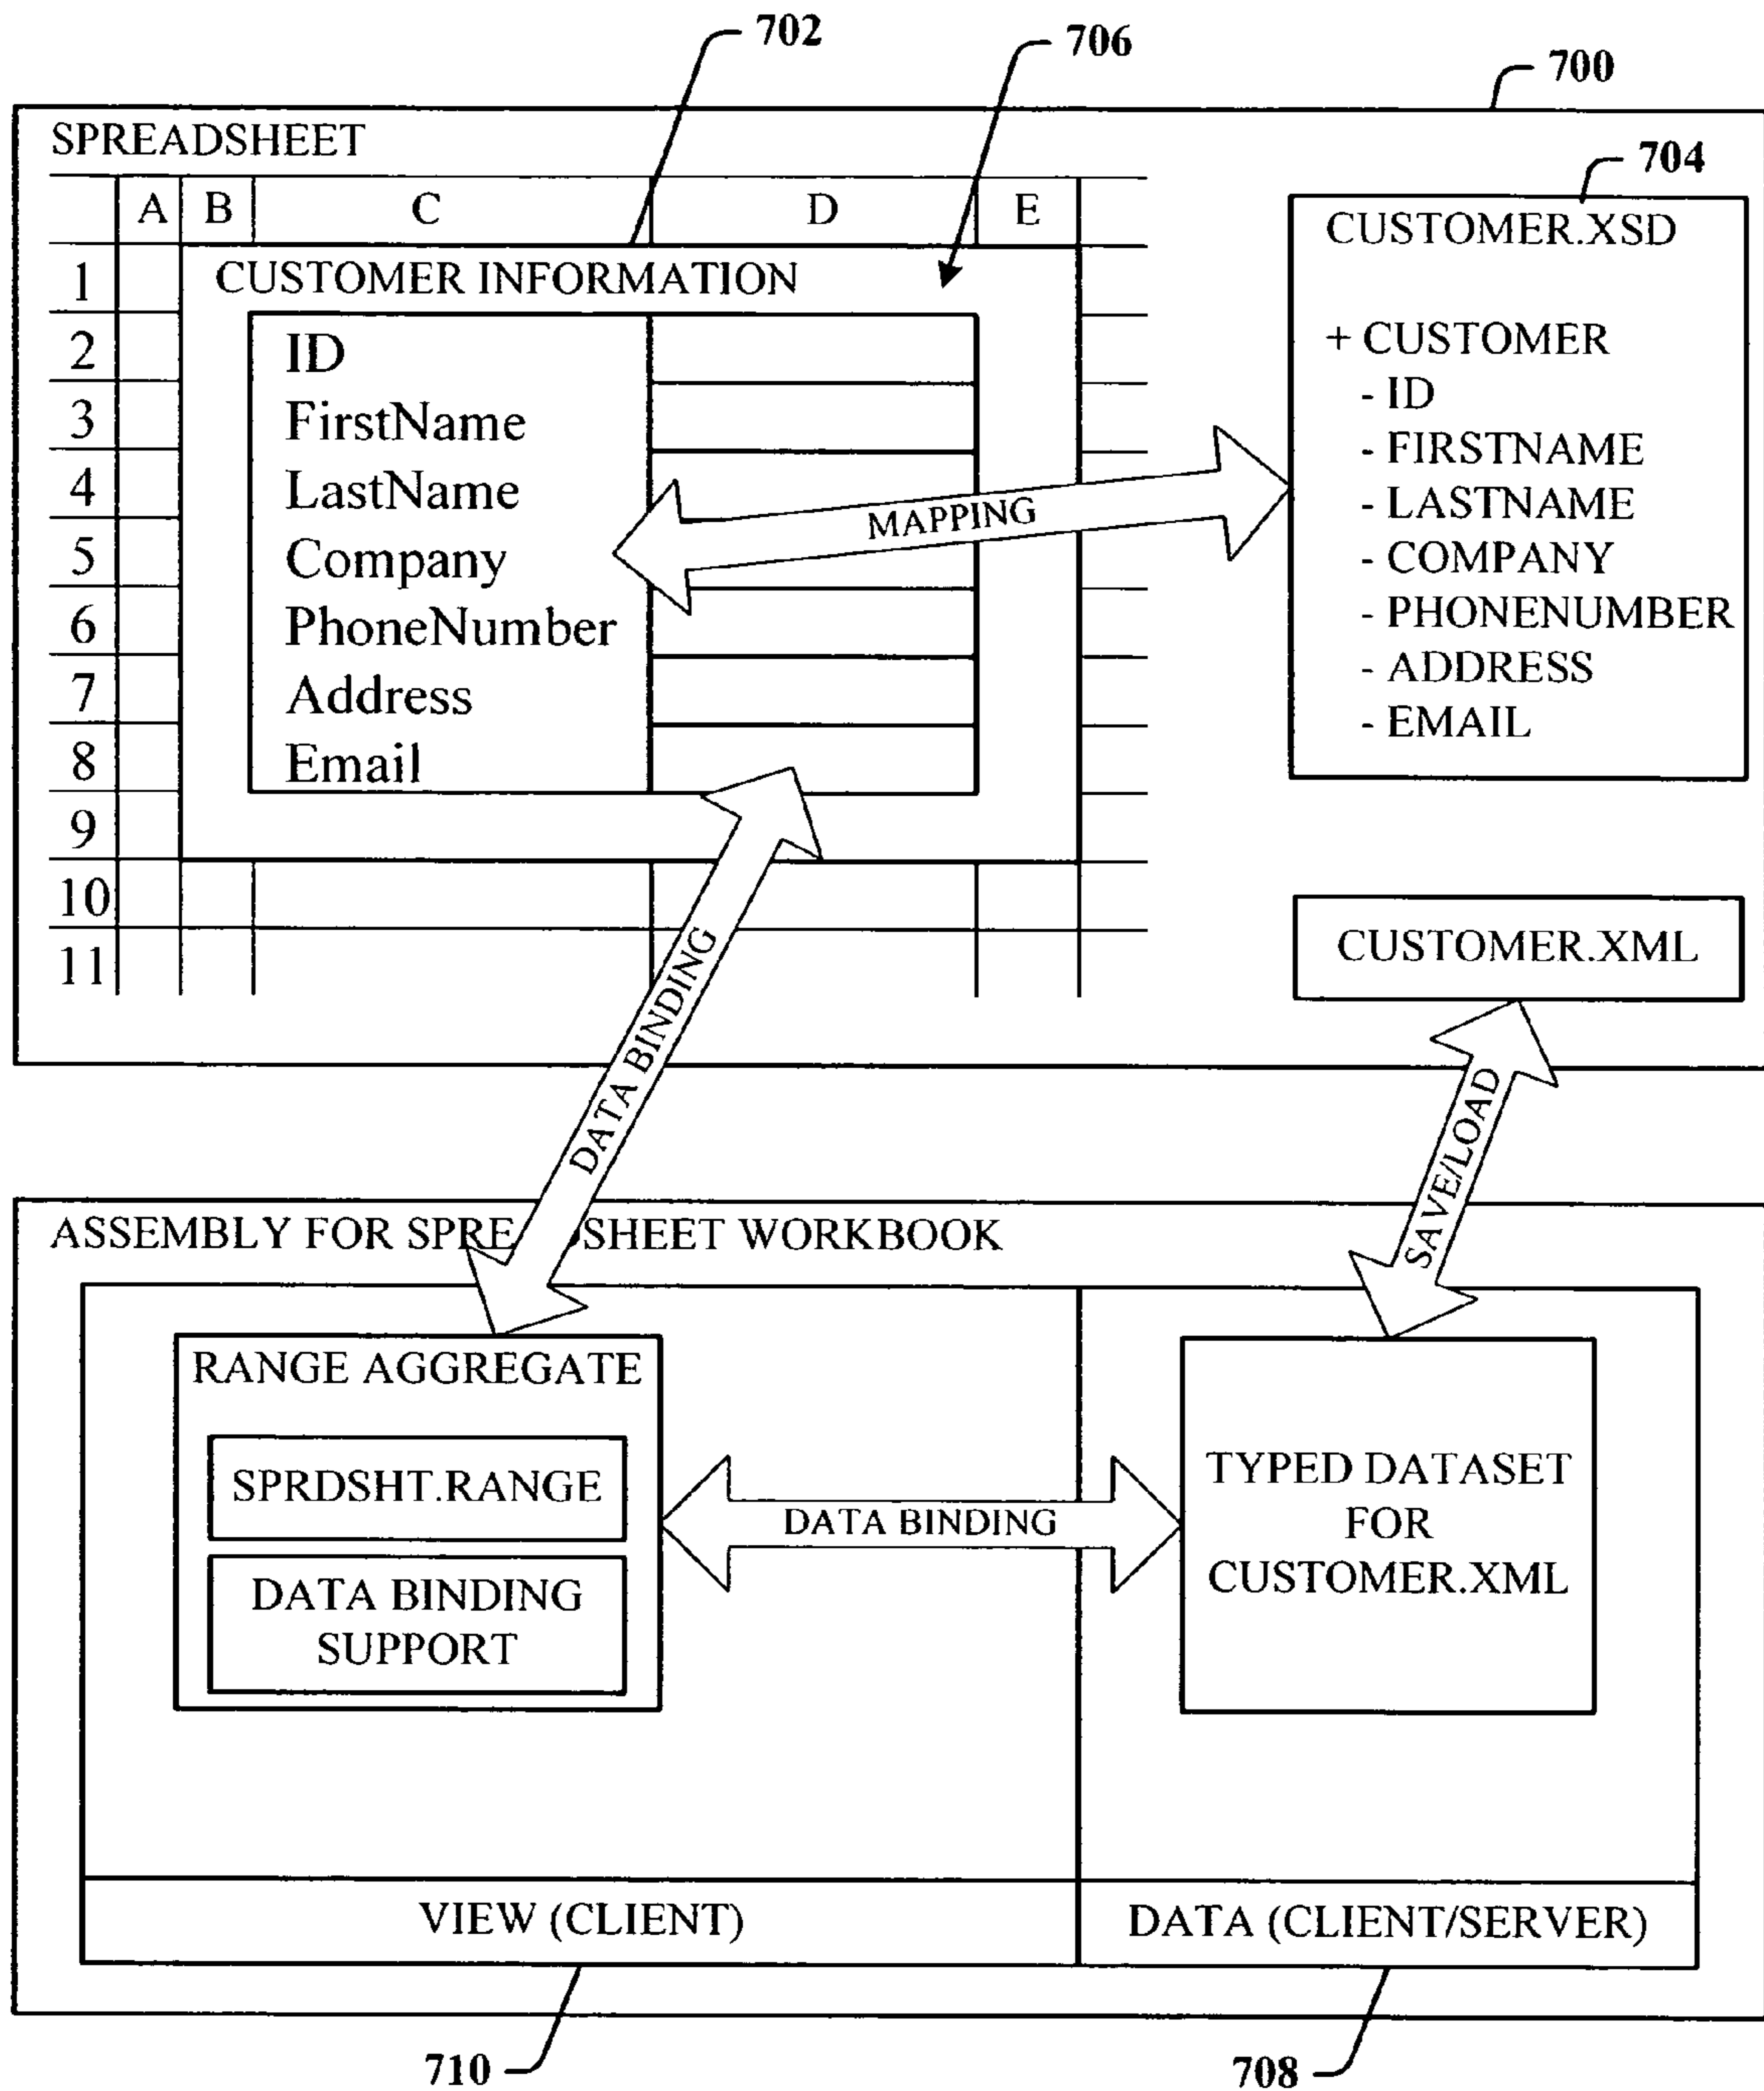 702
706
700
SPREADSHEET
704
A B C D E
CUSTOMER.XSD
1 CUSTOMER INFORMATION
2 ID
3 FirstName
4 LastName
5 Company
6 PhoneNumber
7 Address
8 Email
9
10
11
+ CUSTOMER
- ID
- FIRSTNAME
- LASTNAME
- COMPANY
- PHONENUMBER
- ADDRESS
- EMAIL
MAPPING
CUSTOMER.XML
DATA BINDING
SAVE/LOAD
ASSEMBLY FOR SPRE DSHEET WORKBOOK
RANGE AGGREGATE
SPRDSHT.RANGE
DATA BINDING
SUPPORT
DATA BINDING
TYPED DATASET
FOR
CUSTOMER.XML
VIEW (CLIENT)
DATA (CLIENT/SERVER)
710
708